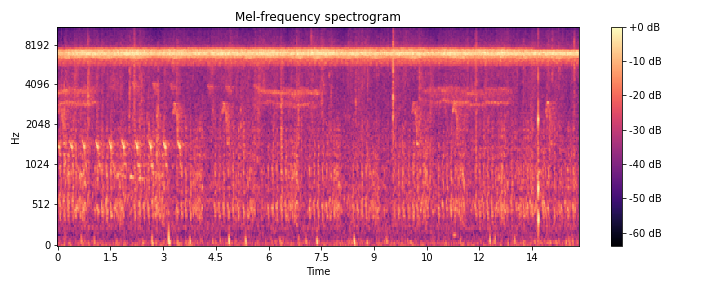 Mel-frequency spectrogram
8192
4096
2048
1024
512
0
Hz
0 1.5 3 4.5 6 7.5 9 10 12 14
Time
+0 dB
-10 dB
-20 dB
-30 dB
-40 dB
-50 dB
-60 dB